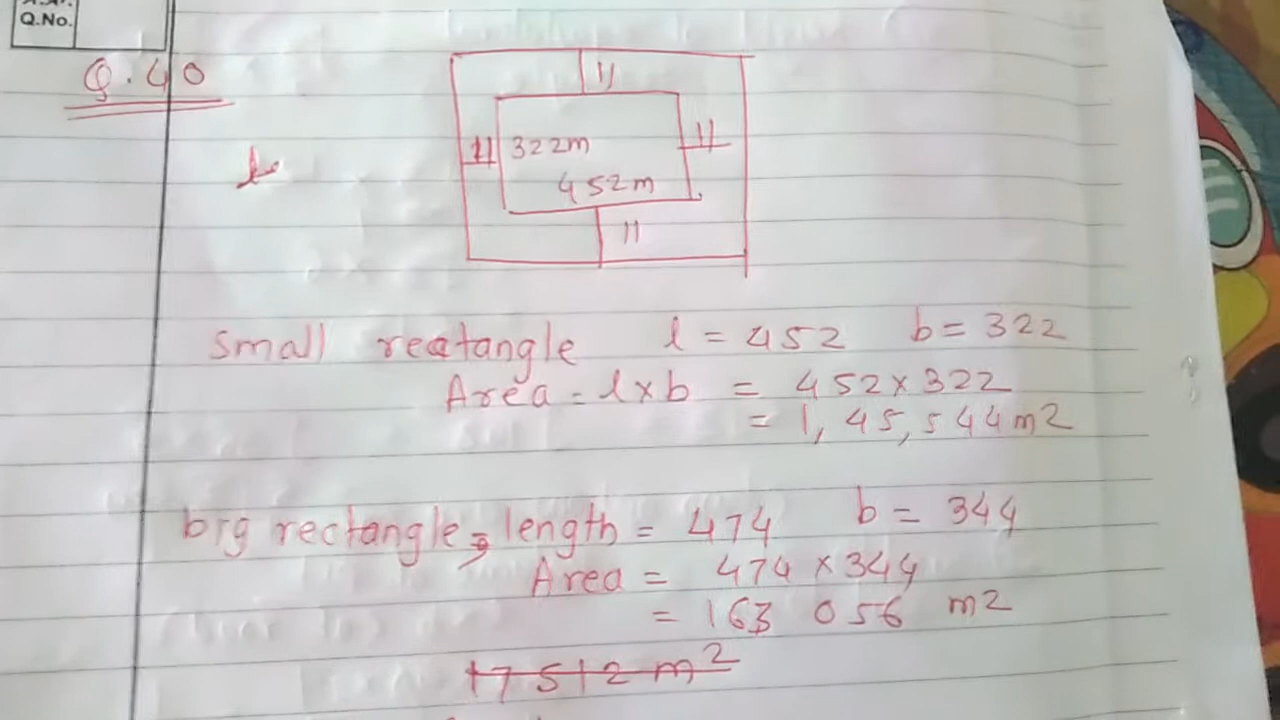 Q.No.
Q.40
11
11 322m 11
452m
11
small rectangle l = 452 b = 322
Area = l x b = 452 x 322
= 1,45,544 m2
big rectangle, length = 474 b = 344
Area = 474 x 344
= 163 056 m2
17512 m²